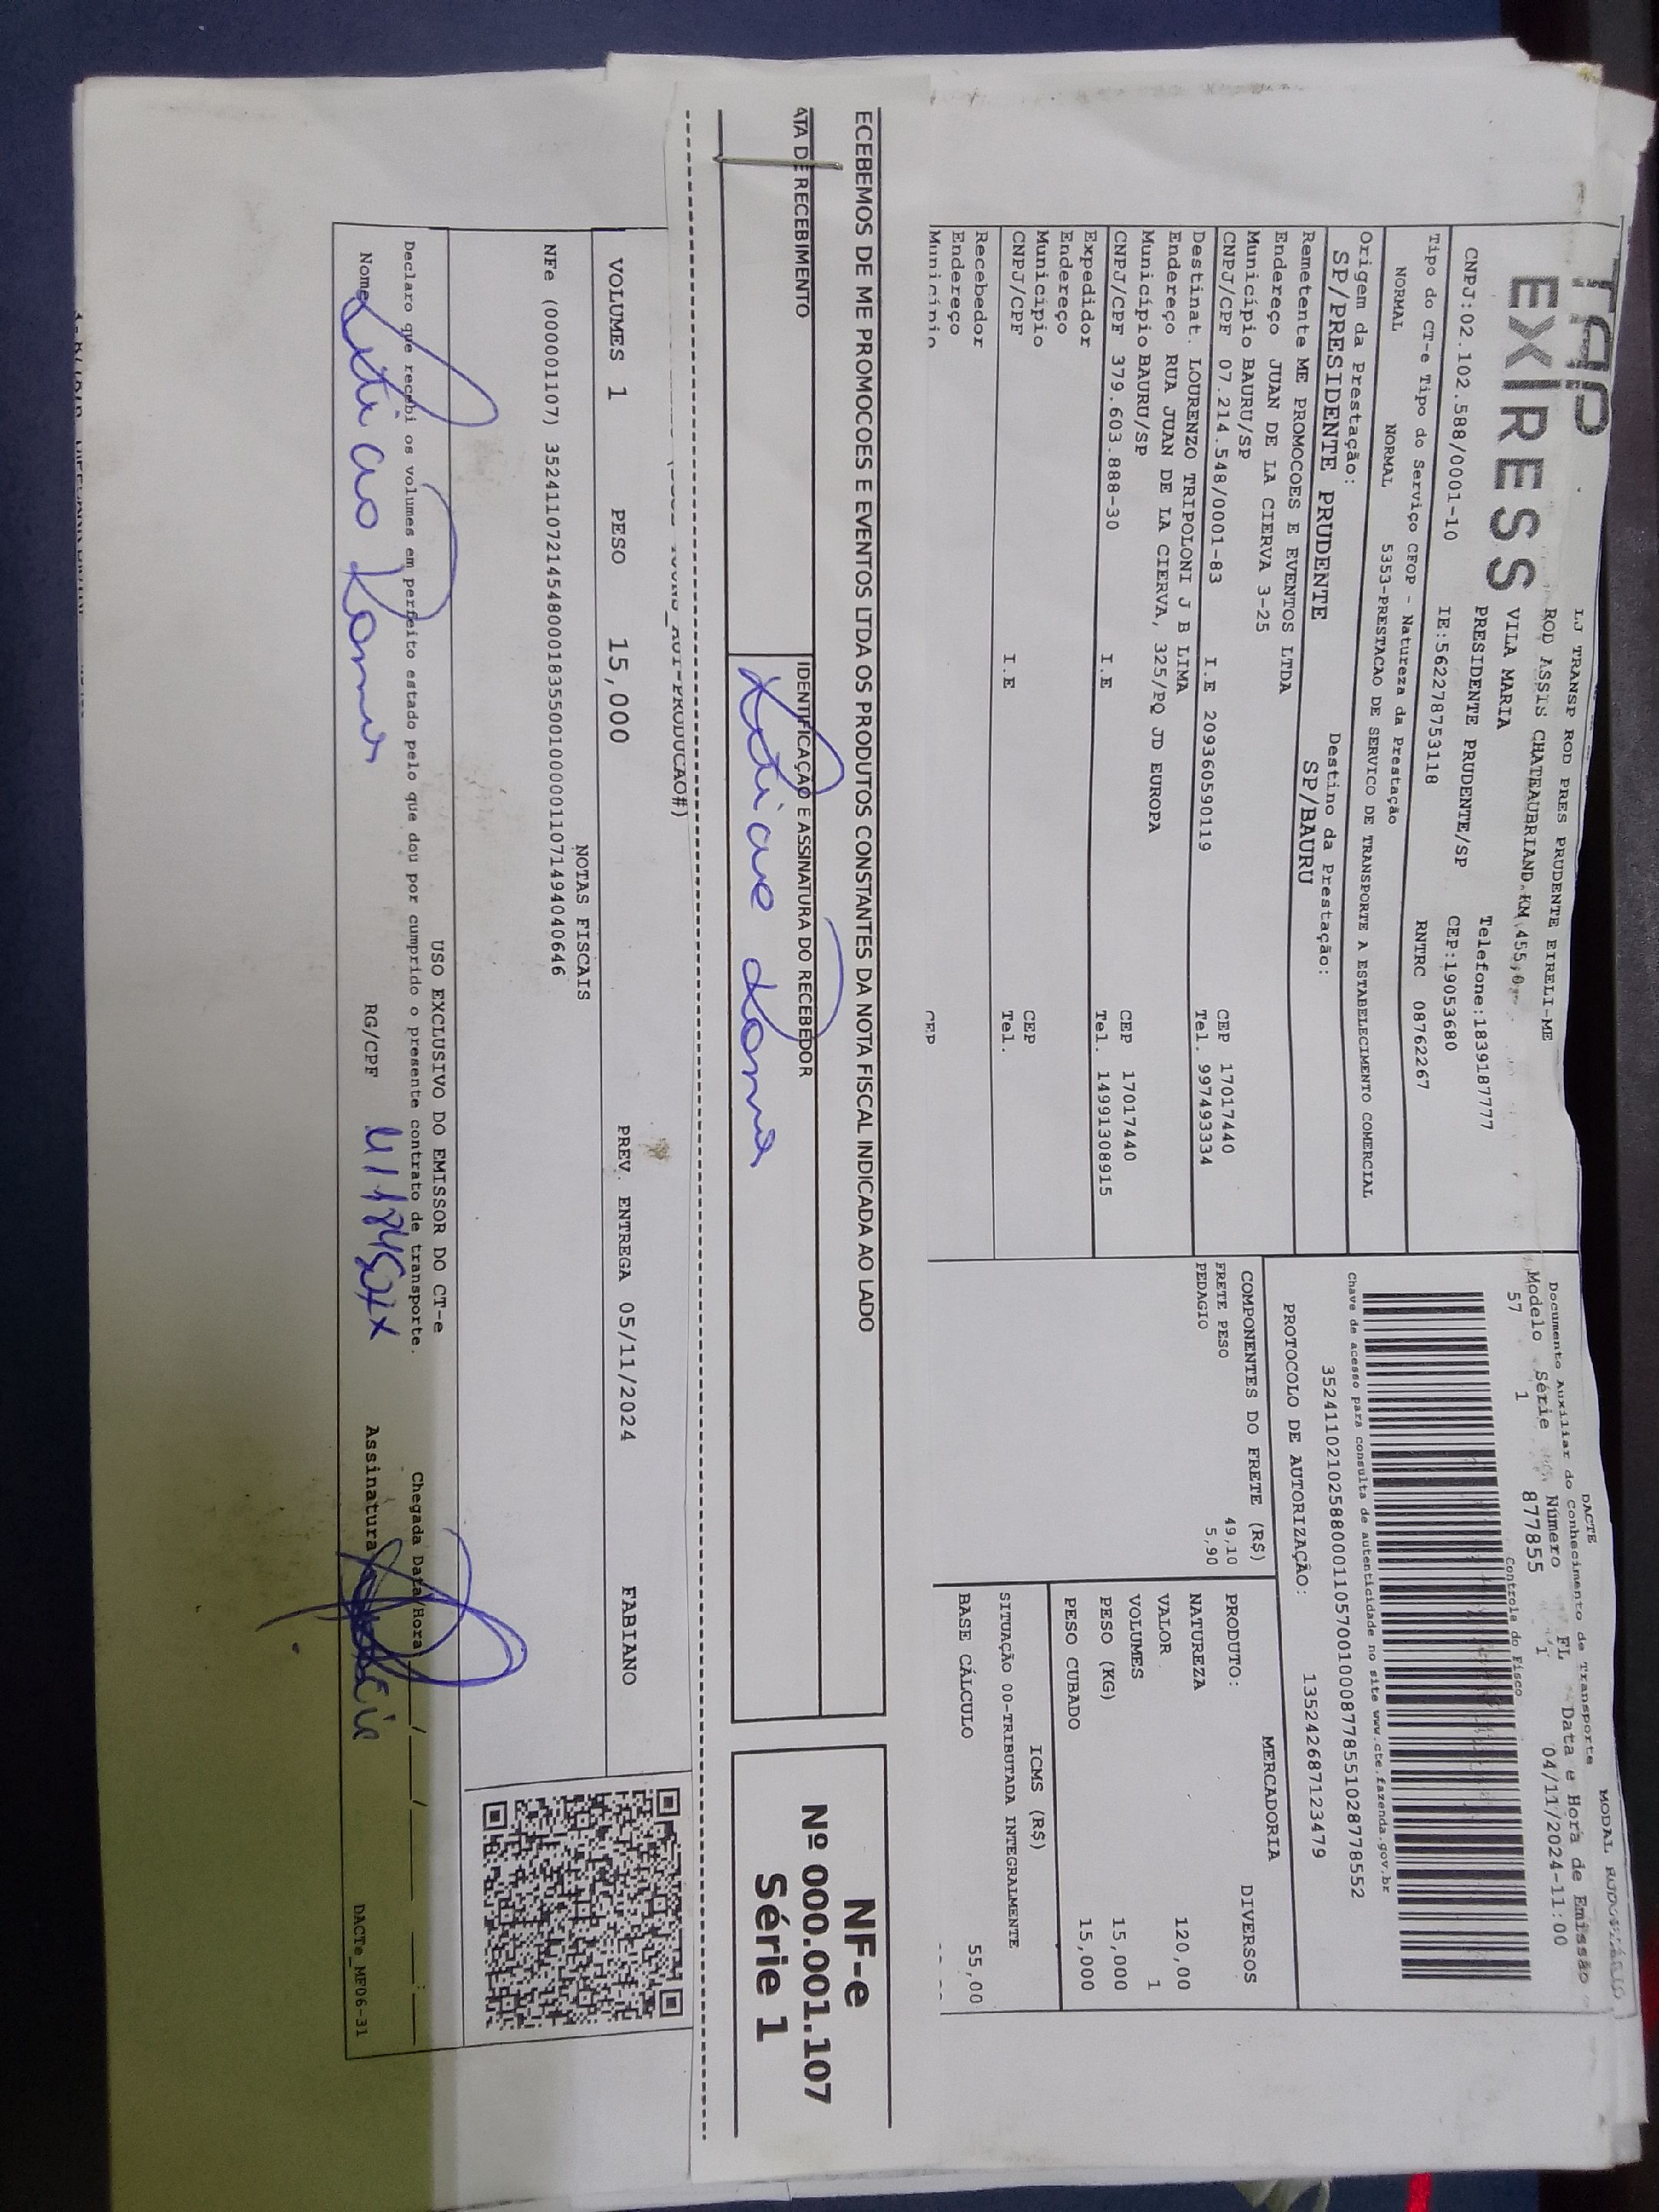 TAP
EXPRESS
LJ TRANSP ROD PRES PRUDENTE EIRELI-ME
ROD ASSIS CHATEAUBRIAND,KM 455,0
VILA MARIA
PRESIDENTE PRUDENTE/SP
Telefone:1839187777
CNPJ:02.102.588/0001-10
IE:562278753118
CEP:19053680
RNTRC 08762267
Tipo do CT-e Tipo do Serviço CFOP - Natureza da Prestação
NORMAL NORMAL 5353-PRESTACAO DE SERVICO DE TRANSPORTE A ESTABELECIMENTO COMERCIAL
Origem da Prestação: Destino da Prestação:
SP/PRESIDENTE PRUDENTE SP/BAURU
Remetente ME PROMOCOES E EVENTOS LTDA
Endereço JUAN DE LA CIERVA 3-25
Município BAURU/SP CEP 17017440
CNPJ/CPF 07.214.548/0001-83 I.E 209360590119 Tel. 997493334
Destinat. LOURENZO TRIPOLONI J B LIMA
Endereço RUA JUAN DE LA CIERVA, 325/PQ JD EUROPA
Município BAURU/SP CEP 17017440
CNPJ/CPF 379.603.888-30 I.E Tel. 14991308915
Expedidor
Endereço
Município CEP
CNPJ/CPF I.E Tel.
Recebedor
Endereço
Município CEP
DACTE
MODAL RODOVIÁRIO
Documento Auxiliar do Conhecimento de Transporte
Modelo Série Número FL Data e Hora de Emissão
57 1 877855 1 04/11/2024-11:00
Controle do Fisco
Chave de acesso para consulta de autenticidade no site www.cte.fazenda.gov.br
35241102102588000110570010008778551028778552
PROTOCOLO DE AUTORIZAÇÃO: 135242687123479
COMPONENTES DO FRETE (R$)
FRETE PESO 49,10
PEDAGIO 5,90
MERCADORIA
PRODUTO: DIVERSOS
NATUREZA
VALOR 120,00
VOLUMES 1
PESO (KG) 15,000
PESO CUBADO 15,000
ICMS (R$)
SITUAÇÃO 00-TRIBUTADA INTEGRALMENTE
BASE CÁLCULO 55,00
ECEBEMOS DE ME PROMOCOES E EVENTOS LTDA OS PRODUTOS CONSTANTES DA NOTA FISCAL INDICADA AO LADO
ATA DE RECEBIMENTO
IDENTIFICAÇÃO E ASSINATURA DO RECEBEDOR
NF-e
Nº 000.001.107
Série 1
VOLUMES 1 PESO 15,000 PREV. ENTREGA 05/11/2024 FABIANO
NOTAS FISCAIS
NFe (000001107) 35241107214548000183550010000011071494040646
USO EXCLUSIVO DO EMISSOR DO CT-e
Declaro que recebi os volumes em perfeito estado pelo que dou por cumprido o presente contrato de transporte.
Chegada Data/Hora / / :
Nome RG/CPF Assinatura
DACTe_MP06-31